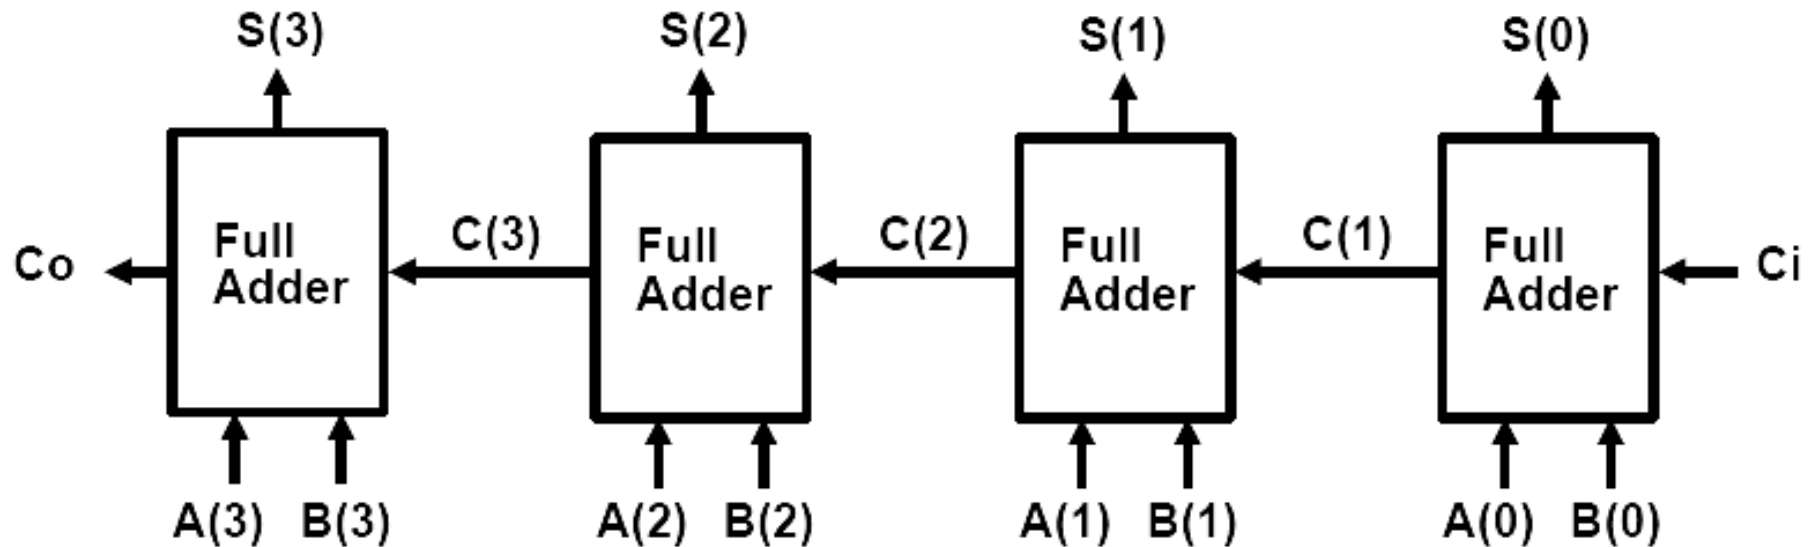 S(3) S(2) S(1) S(0)
C(3) C(2) C(1)
Co Full Adder Full Adder Full Adder Full Adder Ci
A(3) B(3) A(2) B(2) A(1) B(1) A(0) B(0)